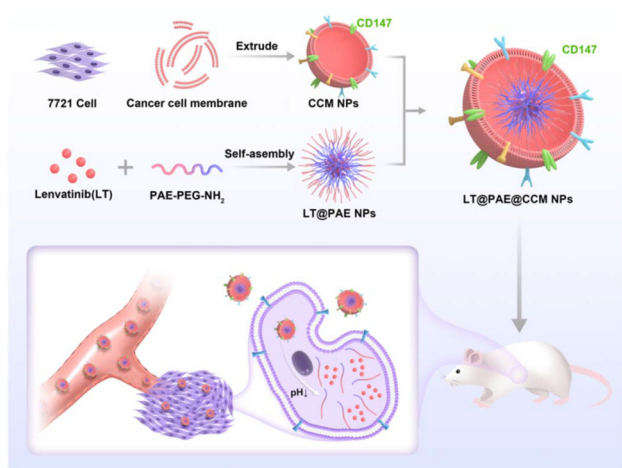 CD147
Extrude
7721 Cell
Cancer cell membrane
CCM NPs
CD147
Lenvatinib(LT)
PAE-PEG-NH₂
Self-asembly
LT@PAE NPs
LT@PAE@CCM NPs
pH↓